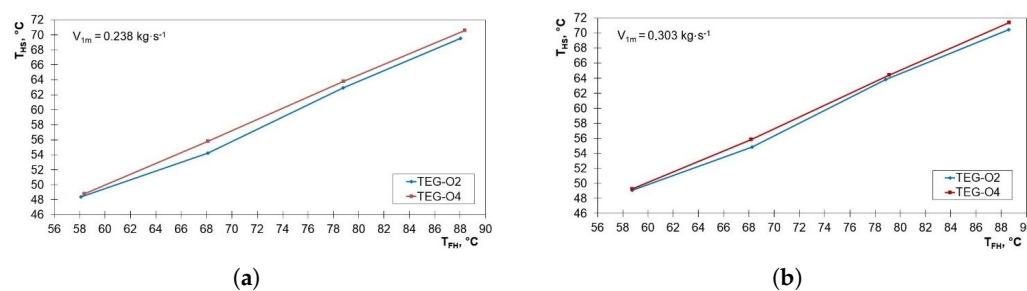 T_HS, °C
72
70
68
66
64
62
60
58
56
54
52
50
48
46
V₁ₘ = 0.238 kg·s⁻¹
TEG-O2
TEG-O4
56 58 60 62 64 66 68 70 72 74 76 78 80 82 84 86 88 90
T_FH, °C
(a)
T_HS, °C
72
70
68
66
64
62
60
58
56
54
52
50
48
46
V₁ₘ = 0.303 kg·s⁻¹
TEG-O2
TEG-O4
56 58 60 62 64 66 68 70 72 74 76 78 80 82 84 86 88 9
T_FH, °C
(b)